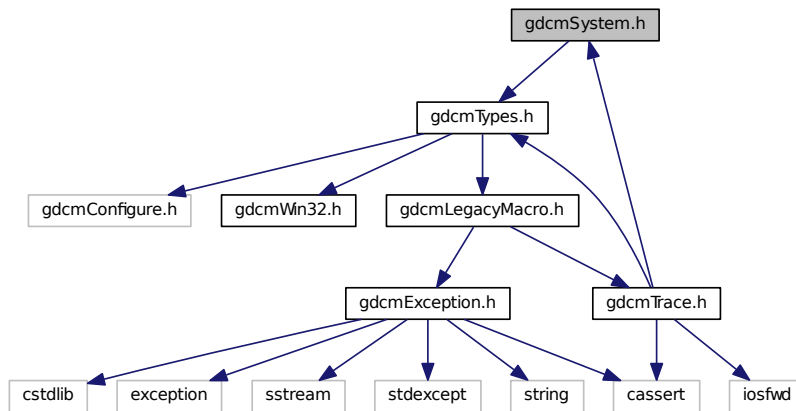 gdcmSystem.h
gdcmTypes.h
gdcmConfigure.h
gdcmWin32.h
gdcmLegacyMacro.h
gdcmException.h
gdcmTrace.h
cstdlib
exception
sstream
stdexcept
string
cassert
iosfwd